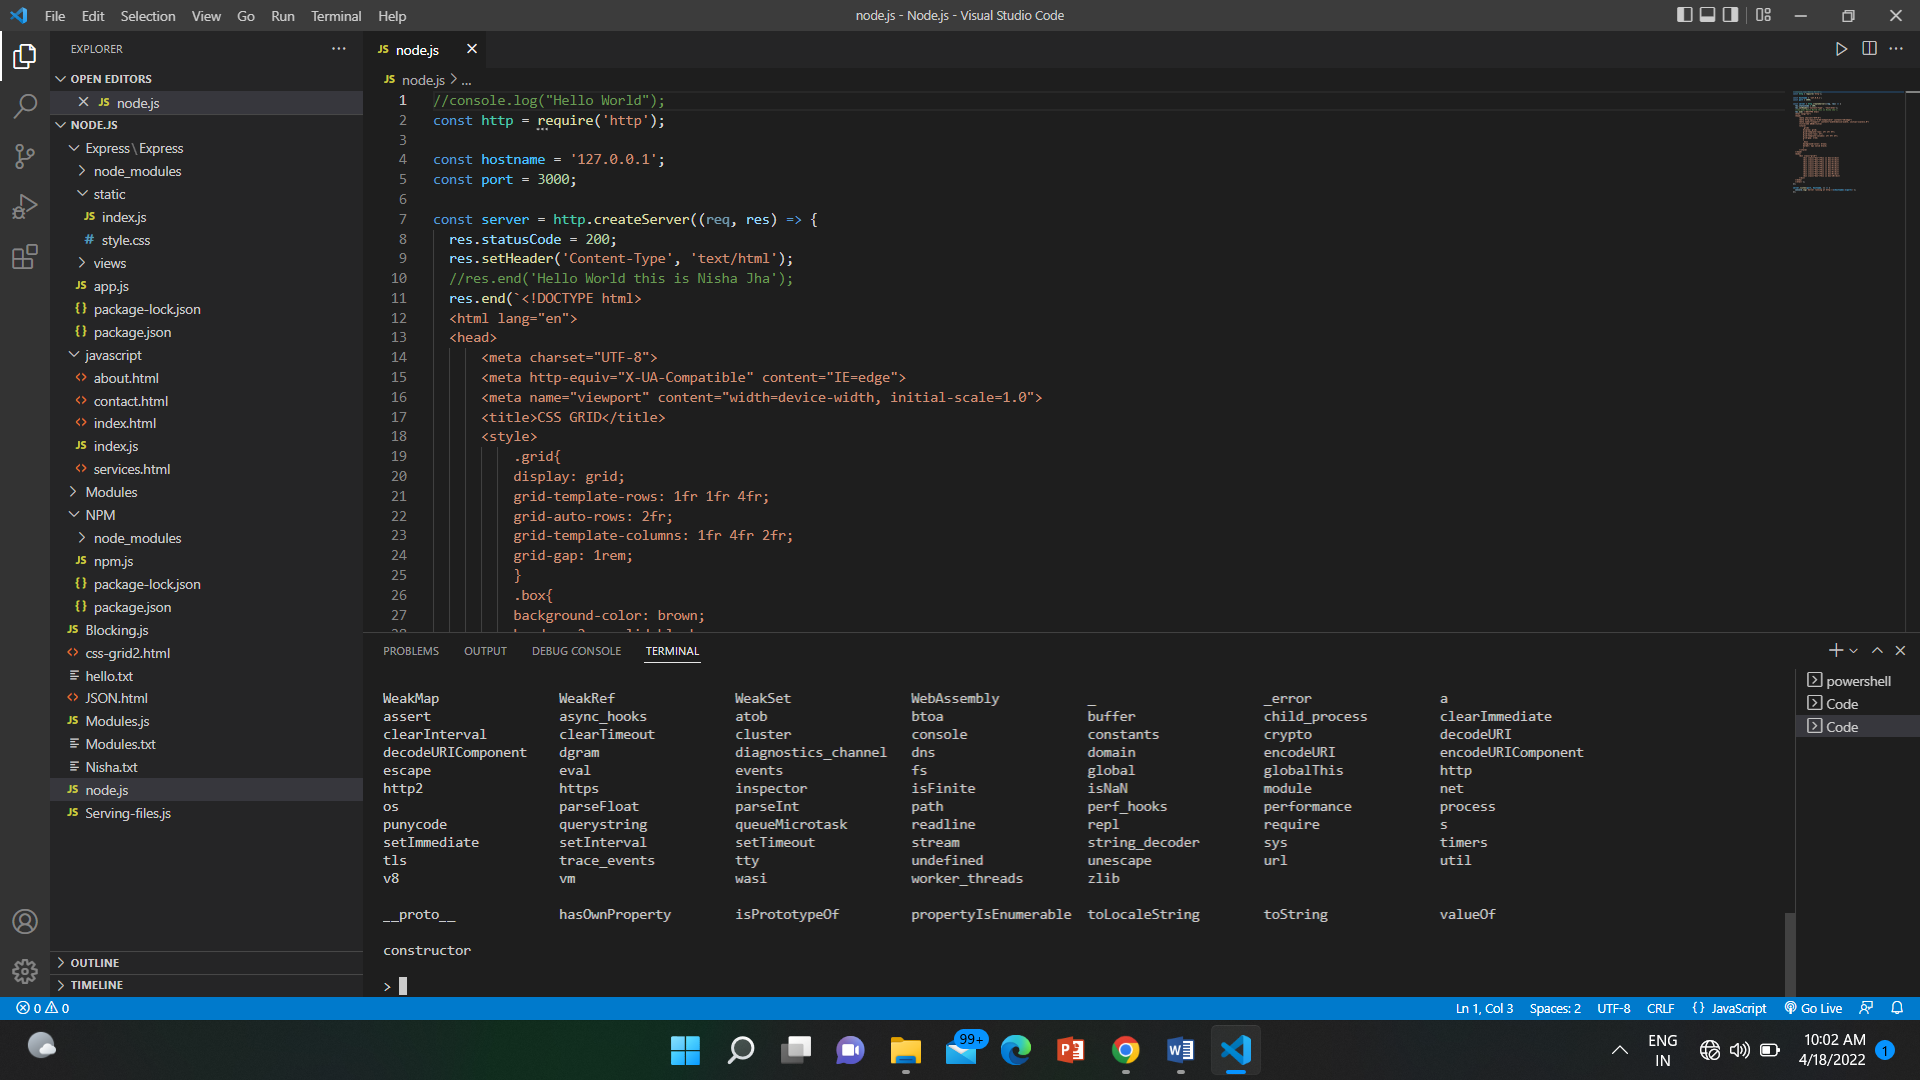 File Edit Selection View Go Run Terminal Help
node.js - Node.js - Visual Studio Code
EXPLORER
OPEN EDITORS
JS node.js
NODE.JS
Express\Express
node_modules
static
JS index.js
# style.css
views
JS app.js
{} package-lock.json
{} package.json
javascript
<> about.html
<> contact.html
<> index.html
JS index.js
<> services.html
Modules
NPM
node_modules
JS npm.js
{} package-lock.json
{} package.json
JS Blocking.js
<> css-grid2.html
hello.txt
<> JSON.html
JS Modules.js
Modules.txt
Nisha.txt
JS node.js
JS Serving-files.js
OUTLINE
TIMELINE
JS node.js
JS node.js > ...
1 //console.log("Hello World");
2 const http = require('http');
3
4 const hostname = '127.0.0.1';
5 const port = 3000;
6
7 const server = http.createServer((req, res) => {
8 res.statusCode = 200;
9 res.setHeader('Content-Type', 'text/html');
10 //res.end('Hello World this is Nisha Jha');
11 res.end(`<!DOCTYPE html>
12 <html lang="en">
13 <head>
14 <meta charset="UTF-8">
15 <meta http-equiv="X-UA-Compatible" content="IE=edge">
16 <meta name="viewport" content="width=device-width, initial-scale=1.0">
17 <title>CSS GRID</title>
18 <style>
19 .grid{
20 display: grid;
21 grid-template-rows: 1fr 1fr 4fr;
22 grid-auto-rows: 2fr;
23 grid-template-columns: 1fr 4fr 2fr;
24 grid-gap: 1rem;
25 }
26 .box{
27 background-color: brown;
PROBLEMS OUTPUT DEBUG CONSOLE TERMINAL
WeakMap WeakRef WeakSet WebAssembly _ _error a
assert async_hooks atob btoa buffer child_process clearImmediate
clearInterval clearTimeout cluster console constants crypto decodeURI
decodeURIComponent dgram diagnostics_channel dns domain encodeURI encodeURIComponent
escape eval events fs global globalThis http
http2 https inspector isFinite isNaN module net
os parseFloat parseInt path perf_hooks performance process
punycode querystring queueMicrotask readline repl require s
setImmediate setInterval setTimeout stream string_decoder sys timers
tls trace_events tty undefined unescape url util
v8 vm wasi worker_threads zlib
__proto__ hasOwnProperty isPrototypeOf propertyIsEnumerable toLocaleString toString valueOf
constructor
>
powershell
Code
Code
0 0
Ln 1, Col 3 Spaces: 2 UTF-8 CRLF {} JavaScript Go Live
99+
ENG
IN
10:02 AM
4/18/2022
1